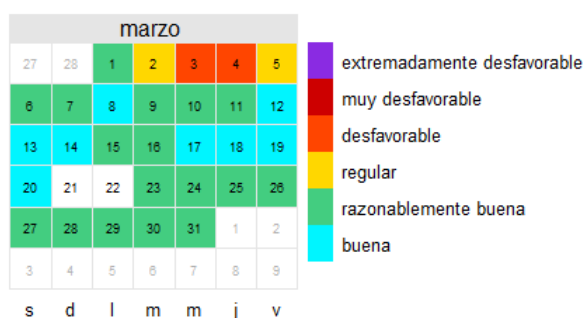 marzo
27 28 1 2 3 4 5
6 7 8 9 10 11 12
13 14 15 16 17 18 19
20 21 22 23 24 25 26
27 28 29 30 31 1 2
3 4 5 6 7 8 9
s d l m m j v
extremadamente desfavorable
muy desfavorable
desfavorable
regular
razonablemente buena
buena